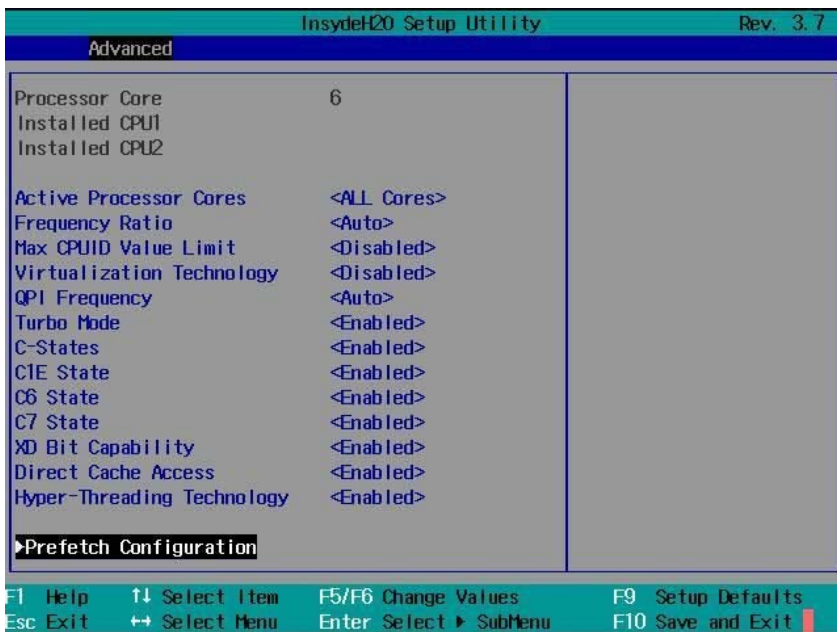 InsydeH20 Setup Utility Rev. 3.7
Advanced
Processor Core 6
Installed CPU1
Installed CPU2
Active Processor Cores <ALL Cores>
Frequency Ratio <Auto>
Max CPUID Value Limit <Disabled>
Virtualization Technology <Disabled>
QPI Frequency <Auto>
Turbo Mode <Enabled>
C-States <Enabled>
C1E State <Enabled>
C6 State <Enabled>
C7 State <Enabled>
XD Bit Capability <Enabled>
Direct Cache Access <Enabled>
Hyper-Threading Technology <Enabled>
▶Prefetch Configuration
F1 Help ↑↓ Select Item F5/F6 Change Values F9 Setup Defaults
Esc Exit ↔ Select Menu Enter Select ▶ SubMenu F10 Save and Exit